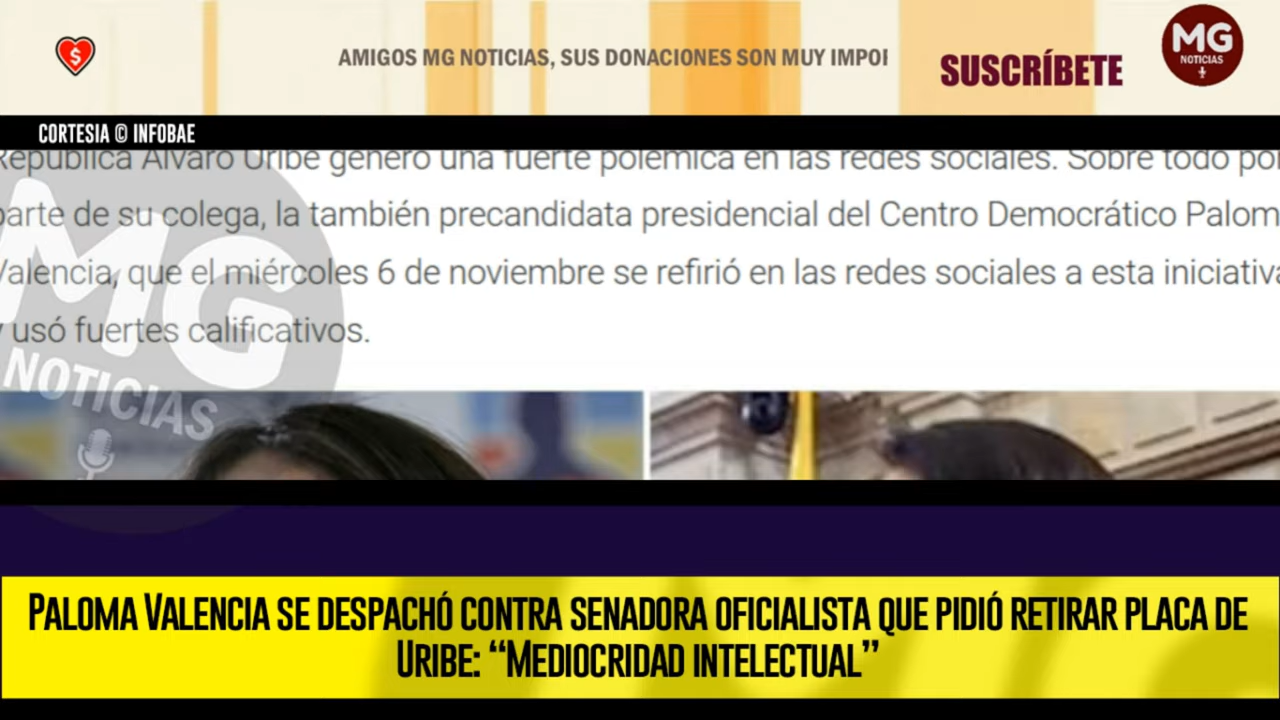 AMIGOS MG NOTICIAS, SUS DONACIONES SON MUY
SUSCRÍBETE
MG
NOTICIAS
CORTESIA © INFOBAE
República Álvaro Uribe generó una fuerte polémica en las redes sociales. Sobre todo por
parte de su colega, la también precandidata presidencial del Centro Democrático Palom
Valencia, que el miércoles 6 de noviembre se refirió en las redes sociales a esta iniciativa
y usó fuertes calificativos.
MG
NOTICIAS
PALOMA VALENCIA SE DESPACHÓ CONTRA SENADORA OFICIALISTA QUE PIDIÓ RETIRAR PLACA DE
URIBE: “MEDIOCRIDAD INTELECTUAL”